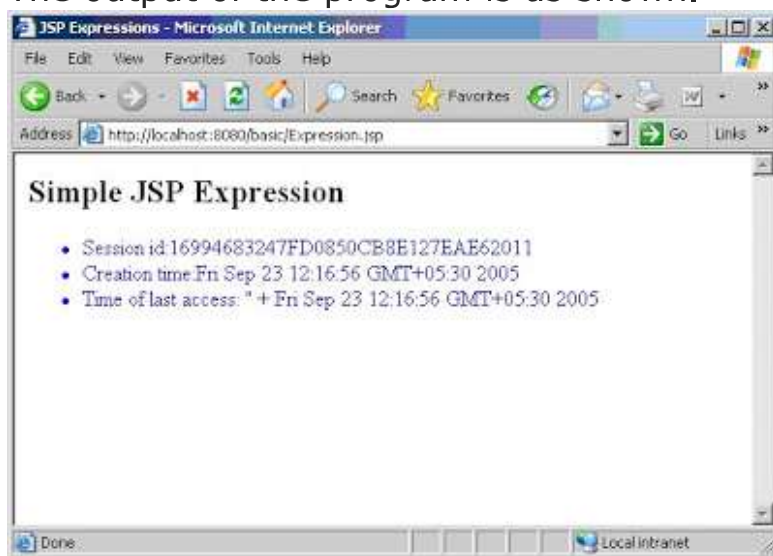 The output of the program is as shown.
JSP Expressions - Microsoft Internet Explorer
File Edit View Favorites Tools Help
Back Search Favorites
Address http://localhost:8080/basic/Expression.jsp Go Links
Simple JSP Expression
Session id:16994683247FD0850CB8E127EAE62011
Creation time:Fri Sep 23 12:16:56 GMT+05:30 2005
Time of last access: " + Fri Sep 23 12:16:56 GMT+05:30 2005
Done Local intranet